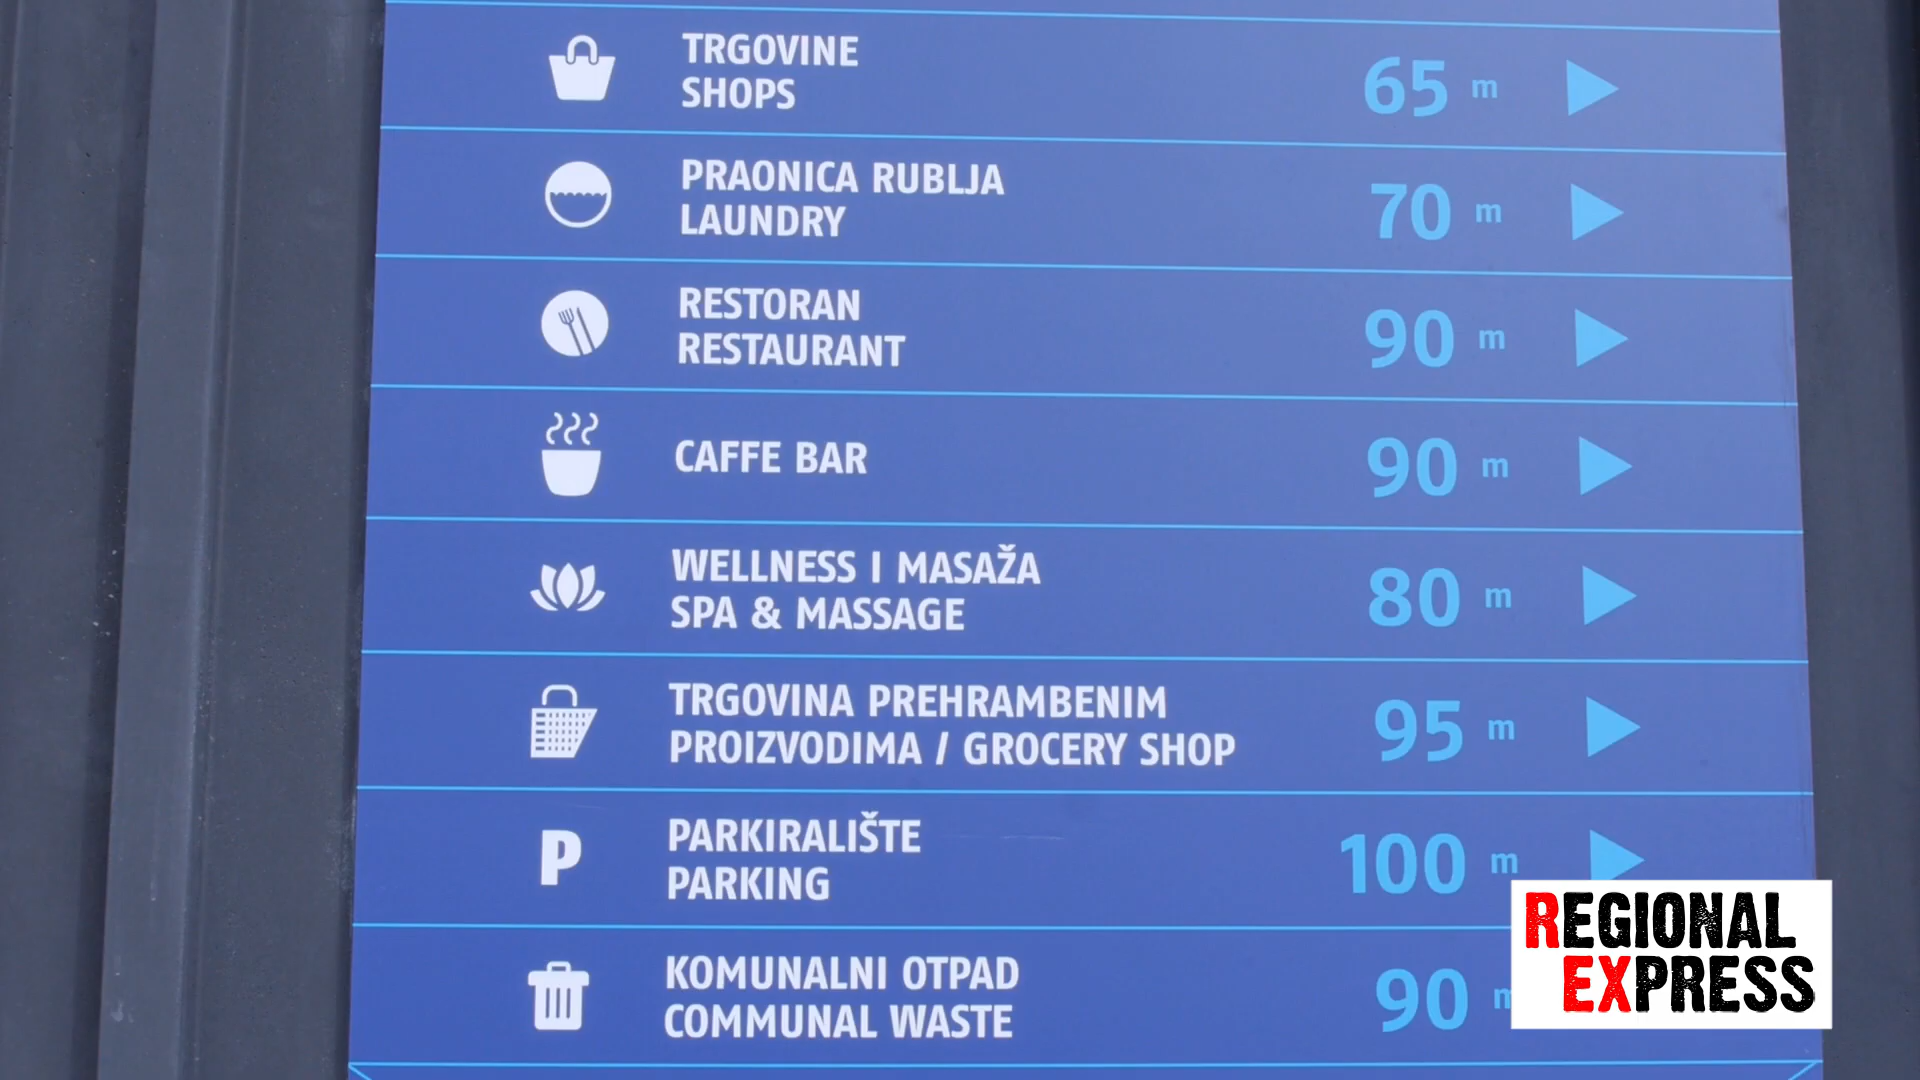 TRGOVINE
SHOPS
65 m
PRAONICA RUBLJA
LAUNDRY
70 m
RESTORAN
RESTAURANT
90 m
CAFFE BAR
90 m
WELLNESS I MASAŽA
SPA & MASSAGE
80 m
TRGOVINA PREHRAMBENIM
PROIZVODIMA / GROCERY SHOP
95 m
P
PARKIRALIŠTE
PARKING
100 m
KOMUNALNI OTPAD
COMMUNAL WASTE
90 m
REGIONAL
EXPRESS